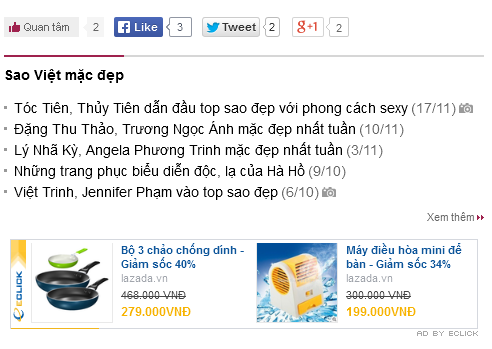 Quan tâm 2 Like 3 Tweet 2 +1 2
Sao Việt mặc đẹp
Tóc Tiên, Thủy Tiên dẫn đầu top sao đẹp với phong cách sexy (17/11)
Đặng Thu Thảo, Trương Ngọc Ánh mặc đẹp nhất tuần (10/11)
Lý Nhã Kỳ, Angela Phương Trinh mặc đẹp nhất tuần (3/11)
Những trang phục biểu diễn độc, lạ của Hà Hồ (9/10)
Việt Trinh, Jennifer Phạm vào top sao đẹp (6/10)
Xem thêm
ECLICK
Bộ 3 chảo chống dính -
Giảm sốc 40%
lazada.vn
468.000 VNĐ
279.000VNĐ
Máy điều hòa mini để
bàn - Giảm sốc 34%
lazada.vn
300.000 VNĐ
199.000VNĐ
AD BY ECLICK